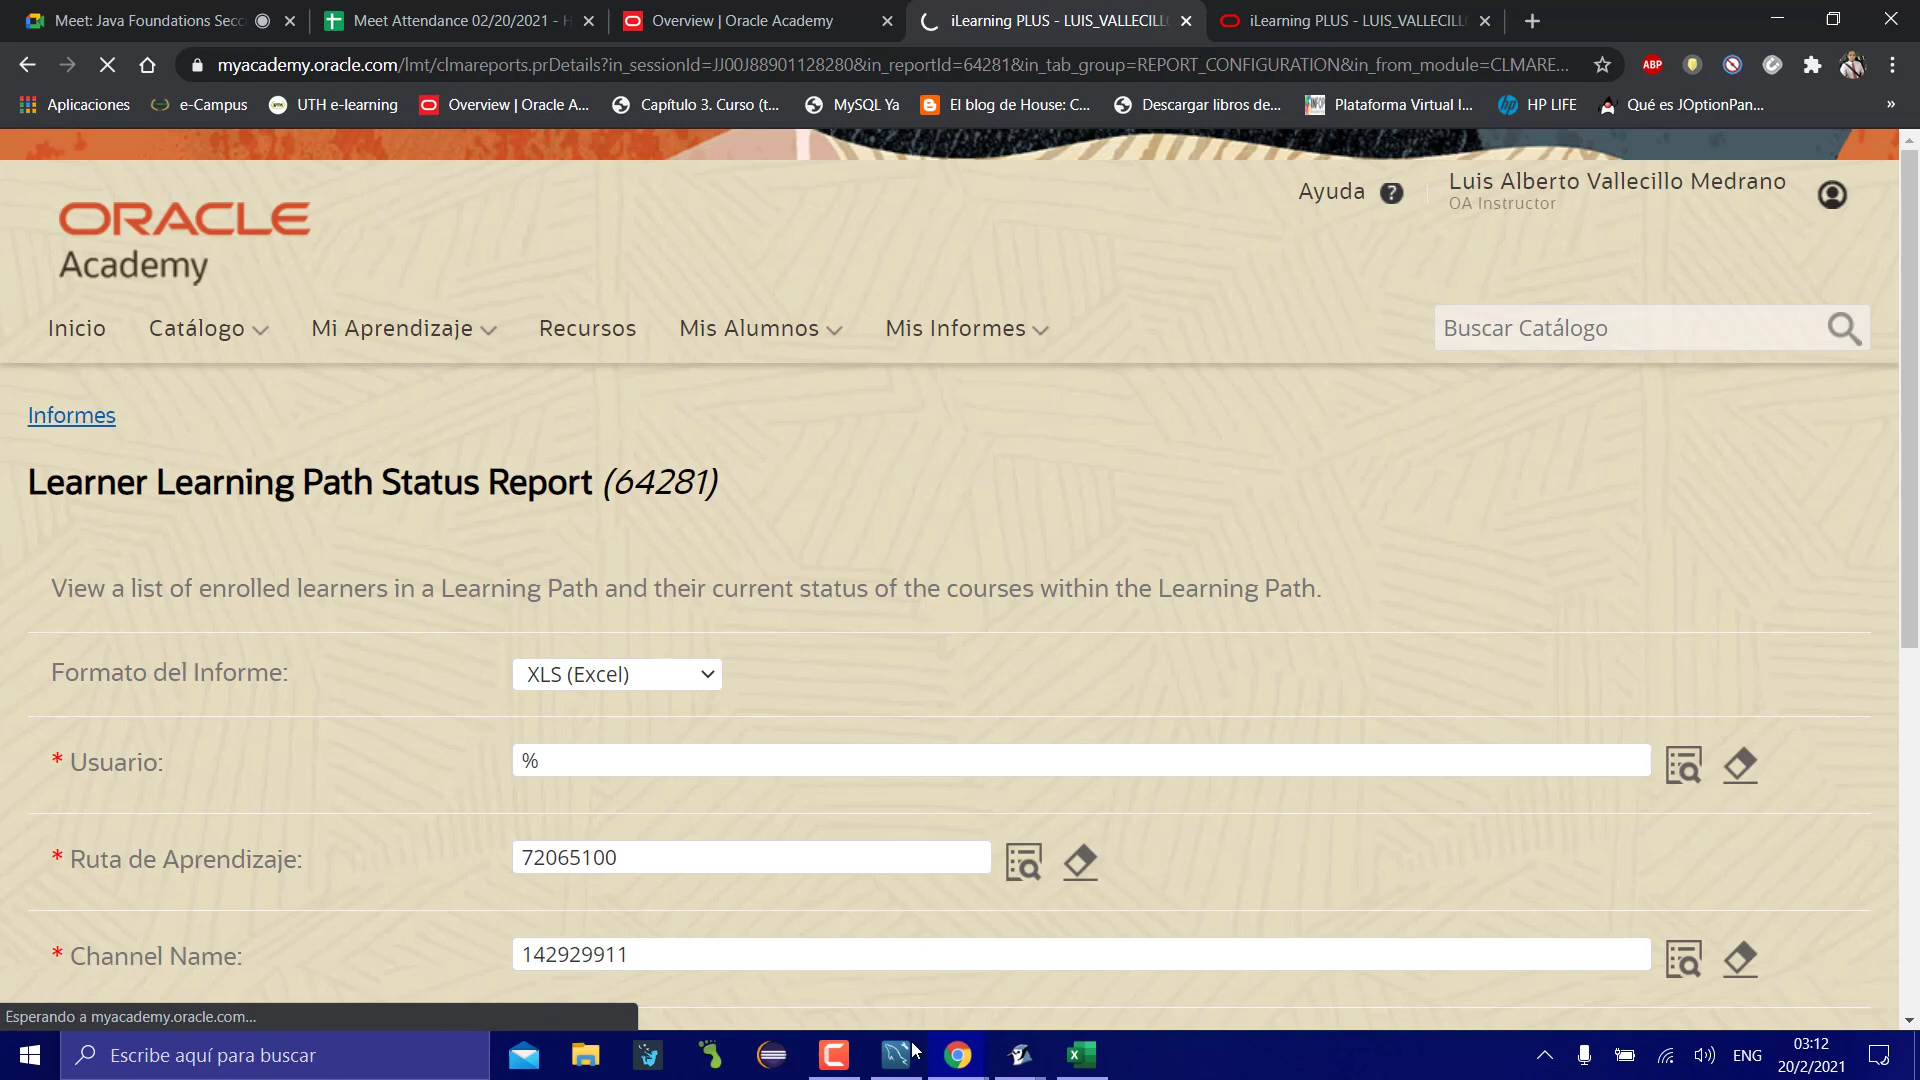 Meet: Java Foundations Secc
Meet Attendance 02/20/2021 - H
Overview | Oracle Academy
iLearning PLUS - LUIS_VALLECILL
iLearning PLUS - LUIS_VALLECILL
myacademy.oracle.com/lmt/clmareports.prDetails?in_sessionId=JJ00J88901128280&in_reportId=64281&in_tab_group=REPORT_CONFIGURATION&in_from_module=CLMARE...
ABP
Aplicaciones
e-Campus
UTH e-learning
Overview | Oracle A...
Capítulo 3. Curso (t...
MySQL Ya
El blog de House: C...
Descargar libros de...
Plataforma Virtual I...
HP LIFE
Qué es JOptionPan...
»
ORACLE
Academy
Ayuda ?
Luis Alberto Vallecillo Medrano
OA Instructor
Inicio
Catálogo
Mi Aprendizaje
Recursos
Mis Alumnos
Mis Informes
Buscar Catálogo
Informes
Learner Learning Path Status Report (64281)
View a list of enrolled learners in a Learning Path and their current status of the courses within the Learning Path.
Formato del Informe:
XLS (Excel)
* Usuario:
%
* Ruta de Aprendizaje:
72065100
* Channel Name:
142929911
Esperando a myacademy.oracle.com...
Escribe aquí para buscar
ENG
03:12
20/2/2021